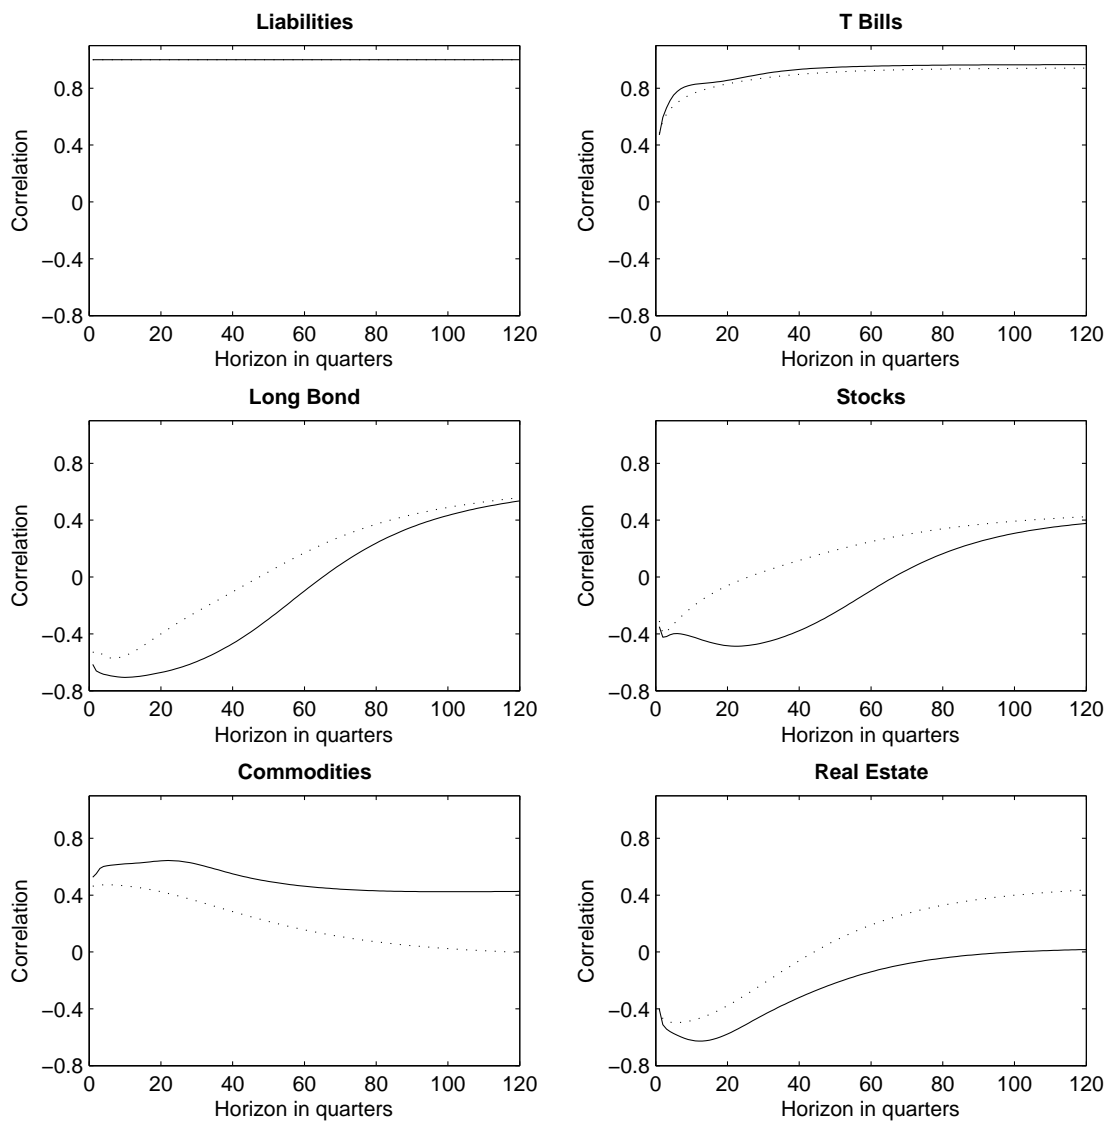 Liabilities
0.8
0.4
0
−0.4
−0.8
Correlation
0 20 40 60 80 100 120
Horizon in quarters
T Bills
0.8
0.4
0
−0.4
−0.8
Correlation
0 20 40 60 80 100 120
Horizon in quarters
Long Bond
0.8
0.4
0
−0.4
−0.8
Correlation
0 20 40 60 80 100 120
Horizon in quarters
Stocks
0.8
0.4
0
−0.4
−0.8
Correlation
0 20 40 60 80 100 120
Horizon in quarters
Commodities
0.8
0.4
0
−0.4
−0.8
Correlation
0 20 40 60 80 100 120
Horizon in quarters
Real Estate
0.8
0.4
0
−0.4
−0.8
Correlation
0 20 40 60 80 100 120
Horizon in quarters